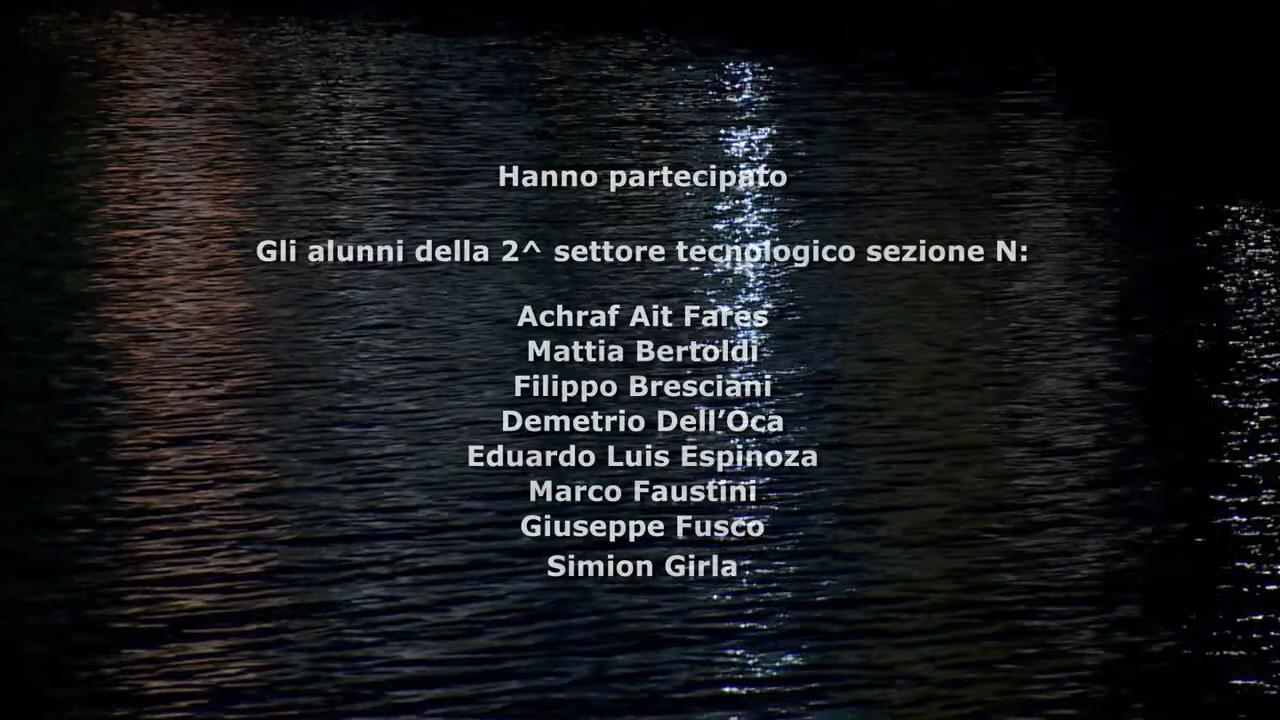 Hanno partecipato
Gli alunni della 2^ settore tecnologico sezione N:
Achraf Ait Fares
Mattia Bertoldi
Filippo Bresciani
Demetrio Dell’Oca
Eduardo Luis Espinoza
Marco Faustini
Giuseppe Fusco
Simion Girla